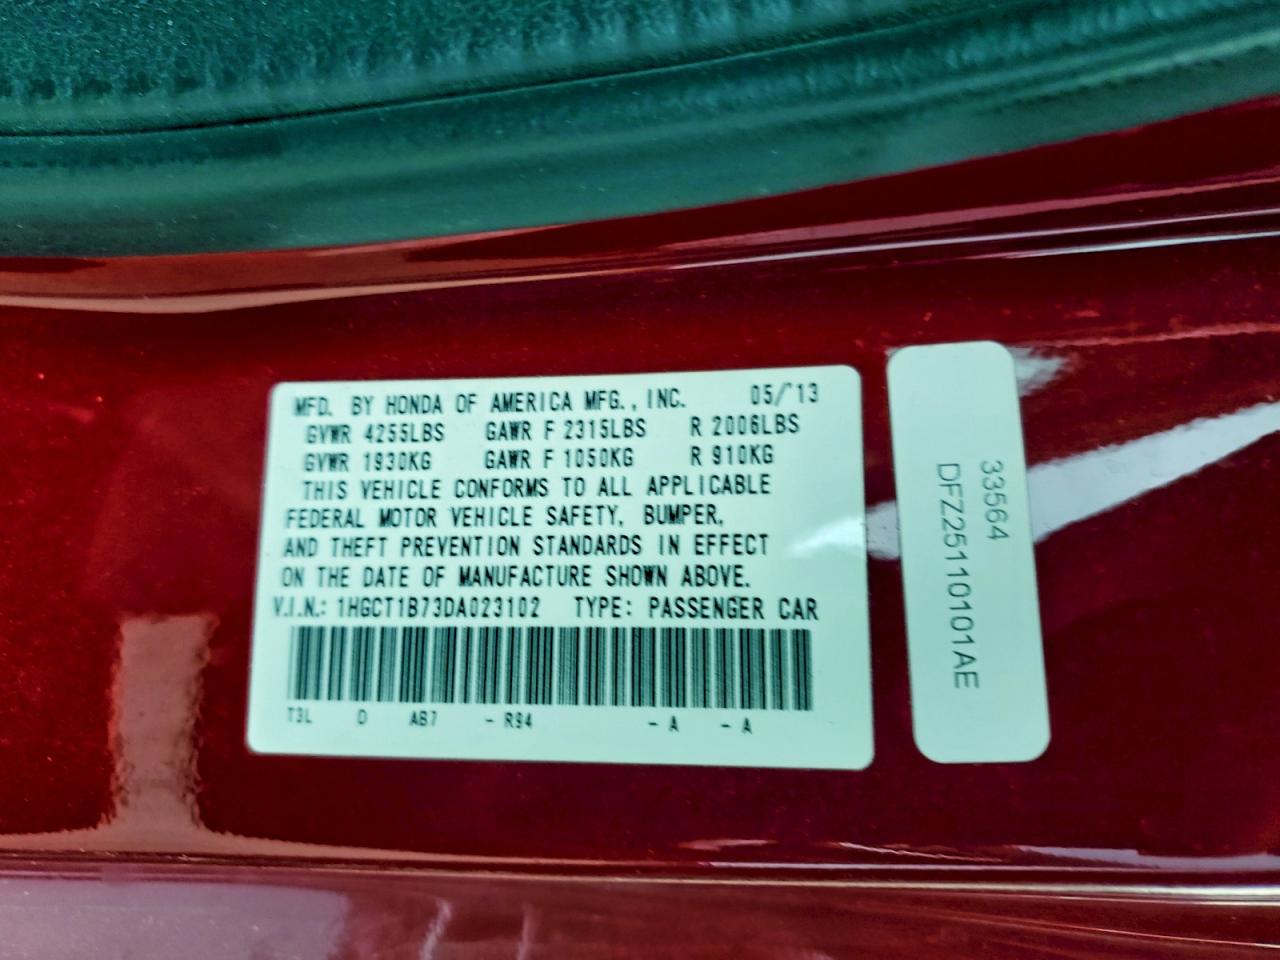 MFD. BY HONDA OF AMERICA MFG., INC. 05/'13
GVWR 4255LBS GAWR F 2315LBS R 2006LBS
GVWR 1930KG GAWR F 1050KG R 910KG
THIS VEHICLE CONFORMS TO ALL APPLICABLE
FEDERAL MOTOR VEHICLE SAFETY, BUMPER,
AND THEFT PREVENTION STANDARDS IN EFFECT
ON THE DATE OF MANUFACTURE SHOWN ABOVE.
V.I.N.: 1HGCT1B73DA023102 TYPE: PASSENGER CAR
T3L D AB7 - R94 - A - A
33564
DFZ25110101AE